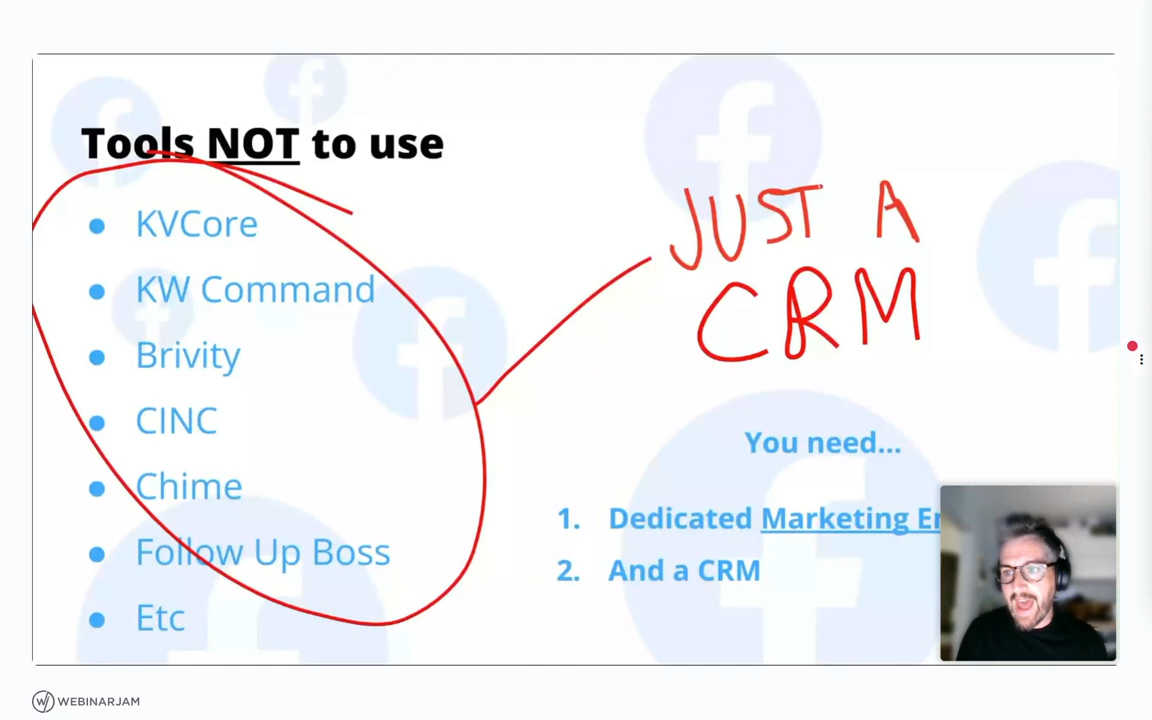 Tools NOT to use
KVCore
KW Command
Brivity
CINC
Chime
Follow Up Boss
Etc
JUST A
CRM
You need...
1. Dedicated Marketing
2. And a CRM
WEBINARJAM